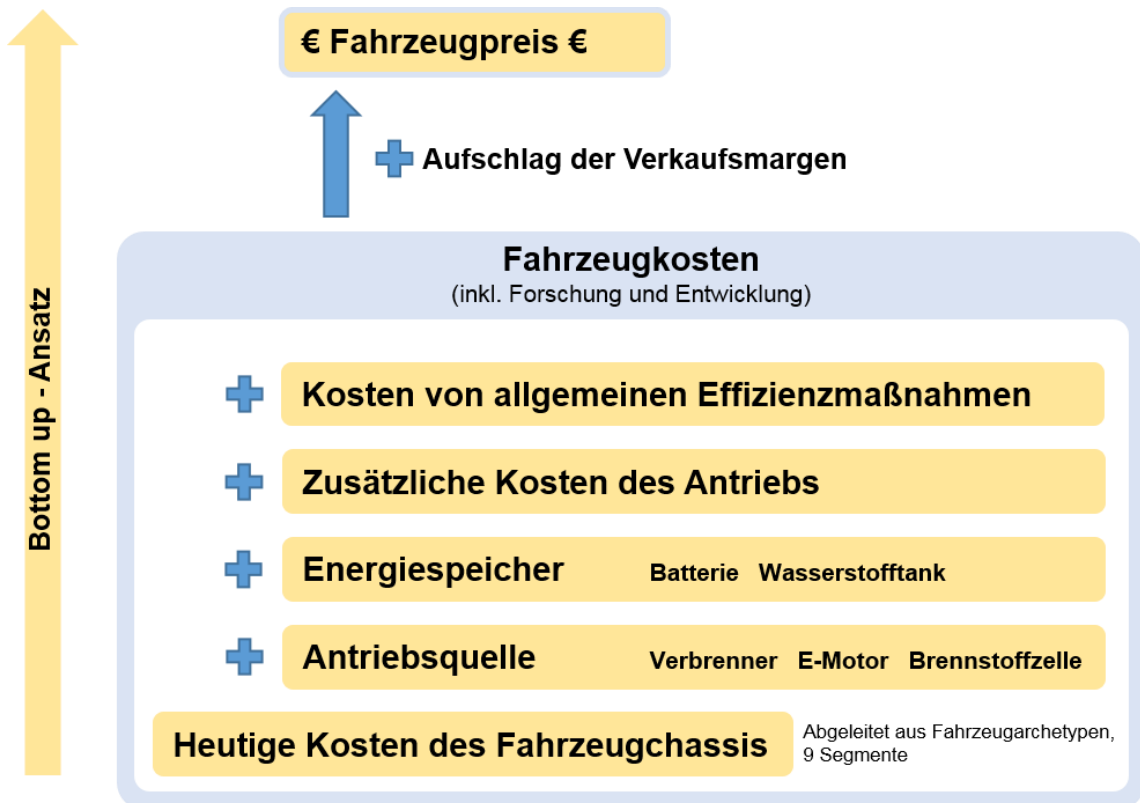 € Fahrzeugpreis €
Aufschlag der Verkaufsmargen
Bottom up - Ansatz
Fahrzeugkosten
(inkl. Forschung und Entwicklung)
Kosten von allgemeinen Effizienzmaßnahmen
Zusätzliche Kosten des Antriebs
Energiespeicher Batterie Wasserstofftank
Antriebsquelle Verbrenner E-Motor Brennstoffzelle
Heutige Kosten des Fahrzeugchassis
Abgeleitet aus Fahrzeugarchetypen,
9 Segmente